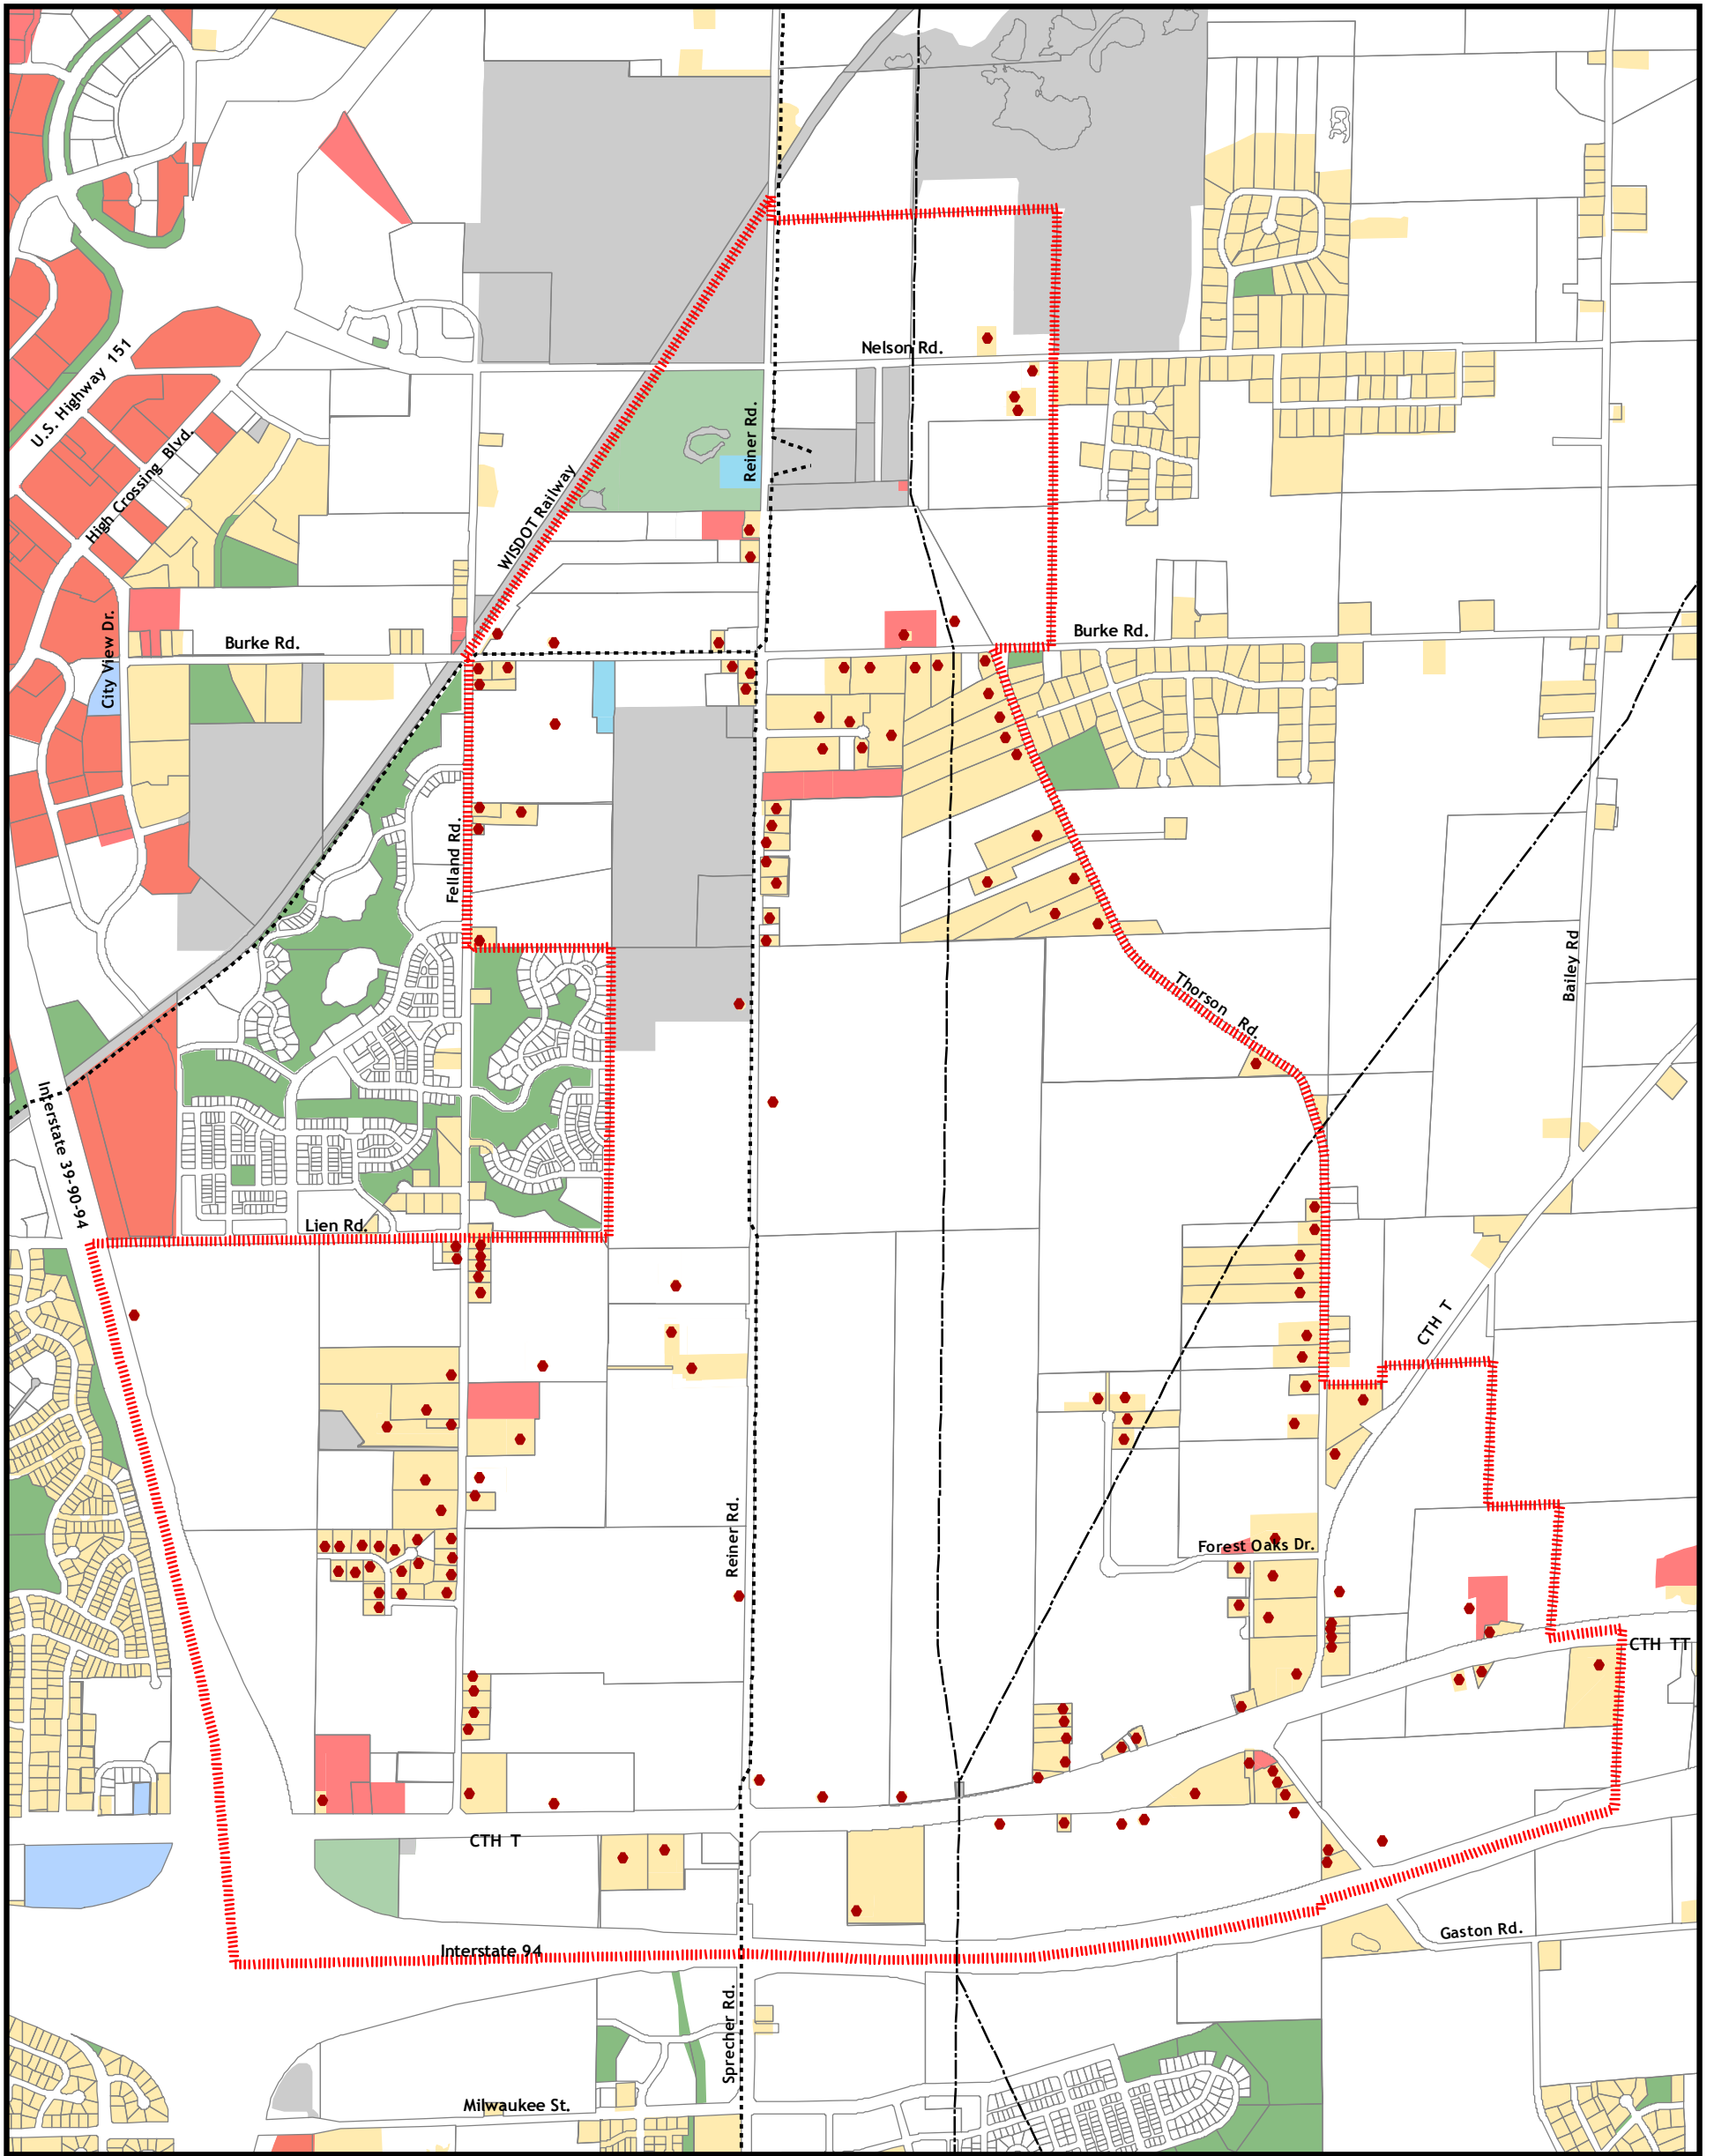 Nelson Rd.
U.S. Highway 151
High Crossing Blvd.
Reiner Rd.
WISDOT Railway
City View Dr.
Burke Rd.
Burke Rd.
Felland Rd.
Bailey Rd
Thorson Rd.
Interstate 39-90-94
Lien Rd.
CTH T
Reiner Rd.
Forest Oaks Dr.
CTH TT
CTH T
Gaston Rd.
Interstate 94
Sprecher Rd.
Milwaukee St.